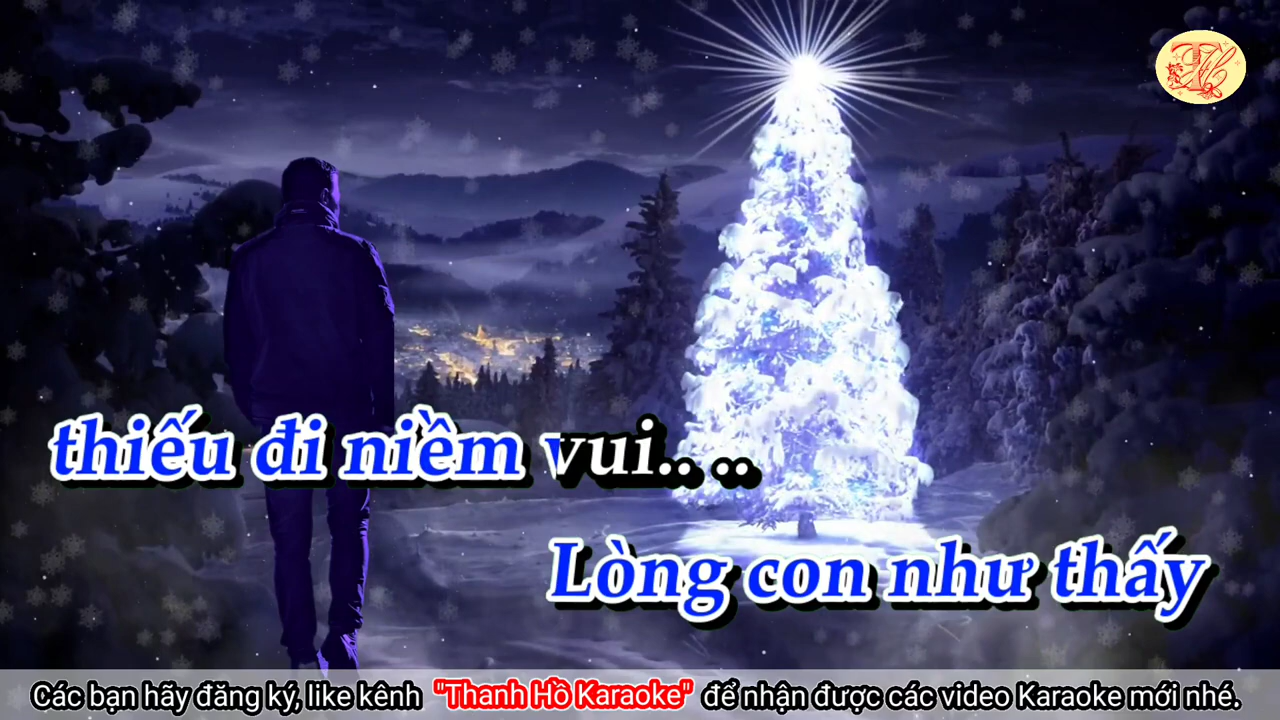 thiếu đi niềm vui.. ..
Lòng con như thấy
Các bạn hãy đăng ký, like kênh "Thanh Hồ Karaoke" để nhận được các video Karaoke mới nhé.